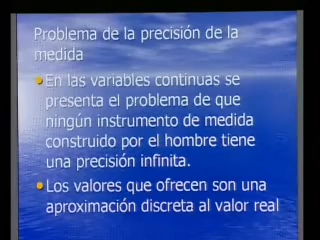 Problema de la precisión de la
medida
En las variables continuas se
presenta el problema de que
ningún instrumento de medida
construido por el hombre tiene
una precisión infinita.
Los valores que ofrecen son una
aproximación discreta al valor real